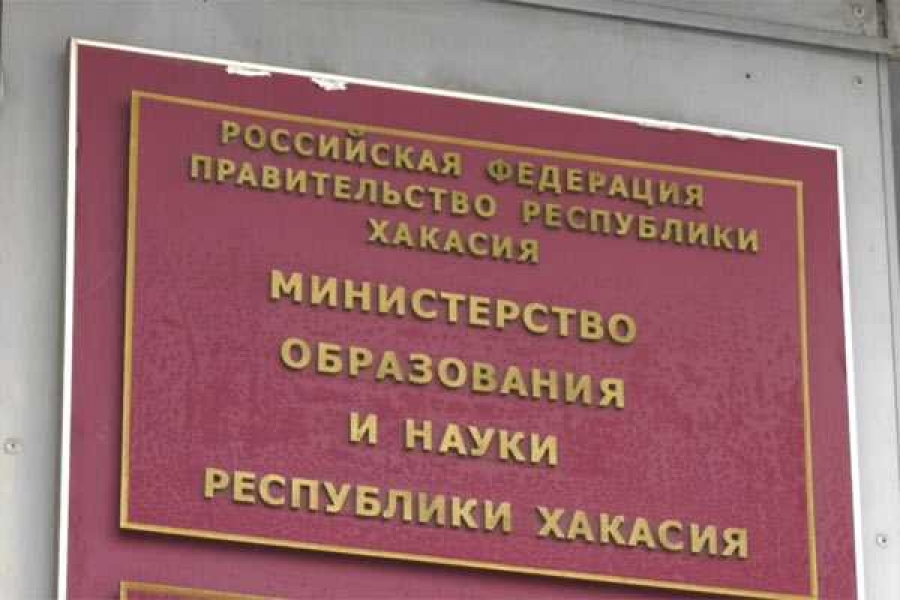 РОССИЙСКАЯ ФЕДЕРАЦИЯ
ПРАВИТЕЛЬСТВО РЕСПУБЛИКИ
ХАКАСИЯ
МИНИСТЕРСТВО
ОБРАЗОВАНИЯ
И НАУКИ
РЕСПУБЛИКИ ХАКАСИЯ